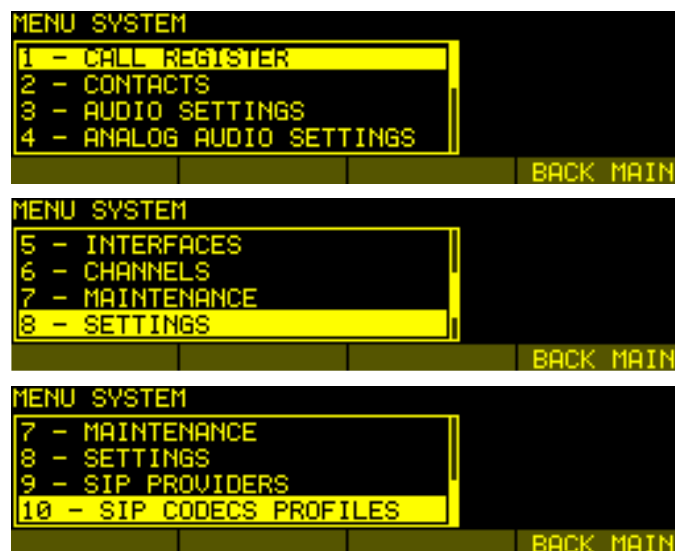 MENU SYSTEM
1 - CALL REGISTER
2 - CONTACTS
3 - AUDIO SETTINGS
4 - ANALOG AUDIO SETTINGS
BACK MAIN
MENU SYSTEM
5 - INTERFACES
6 - CHANNELS
7 - MAINTENANCE
8 - SETTINGS
BACK MAIN
MENU SYSTEM
7 - MAINTENANCE
8 - SETTINGS
9 - SIP PROVIDERS
10 - SIP CODECS PROFILES
BACK MAIN